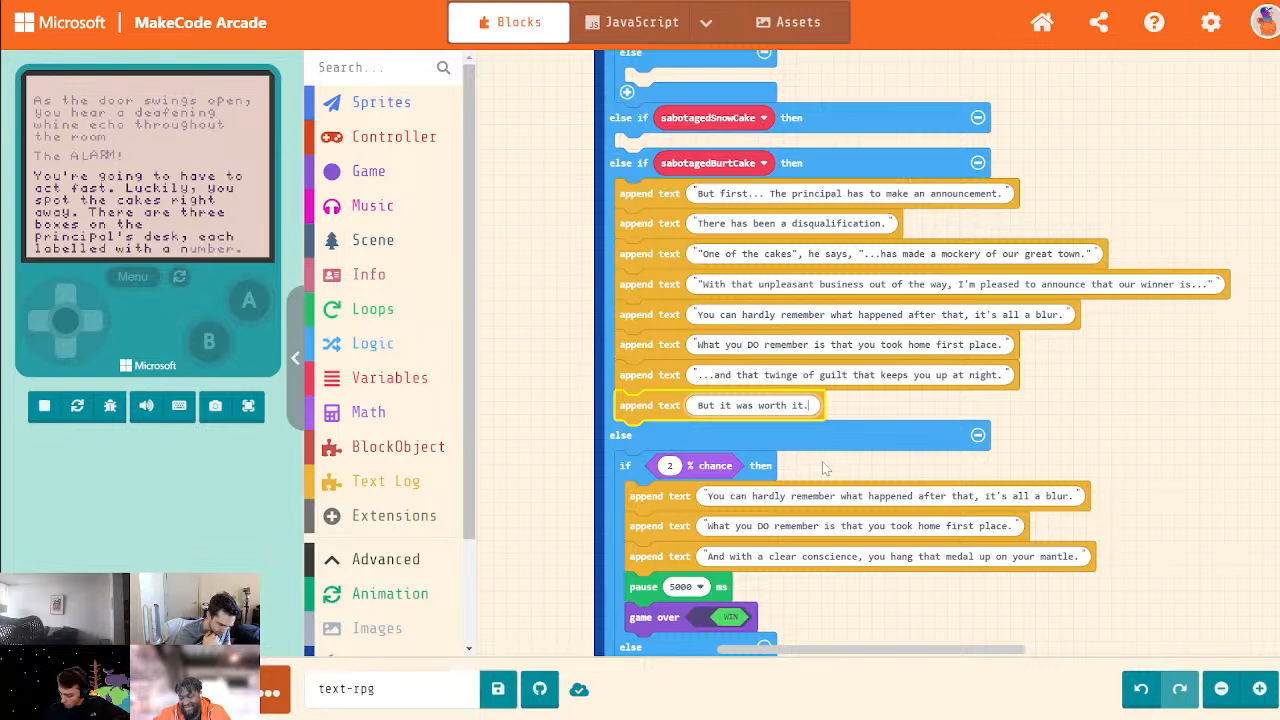 Microsoft | MakeCode Arcade
Blocks
JavaScript
Assets
As the door swings open,
you hear a deafening
whine echo throughout
the room
The ALARM!
You're going to have to
act fast. Luckily, you
spot the cakes right
away. There are three
boxes on the
principal's desk, each
labelled with a number.
Menu
A
B
Microsoft
Search...
Sprites
Controller
Game
Music
Scene
Info
Loops
Logic
Variables
Math
BlockObject
Text Log
Extensions
Advanced
Animation
Images
else
else if sabotagedSnowCake then
else if sabotagedBurtCake then
append text "But first... The principal has to make an announcement."
append text "There has been a disqualification."
append text ""One of the cakes", he says, "...has made a mockery of our great town.""
append text ""With that unpleasant business out of the way, I'm pleased to announce that our winner is...""
append text "You can hardly remember what happened after that, it's all a blur."
append text "What you DO remember is that you took home first place."
append text "...and that twinge of guilt that keeps you up at night."
append text But it was worth it.
else
if 2 % chance then
append text "You can hardly remember what happened after that, it's all a blur."
append text "What you DO remember is that you took home first place."
append text "And with a clear conscience, you hang that medal up on your mantle."
pause 5000 ms
game over WIN
else
text-rpg